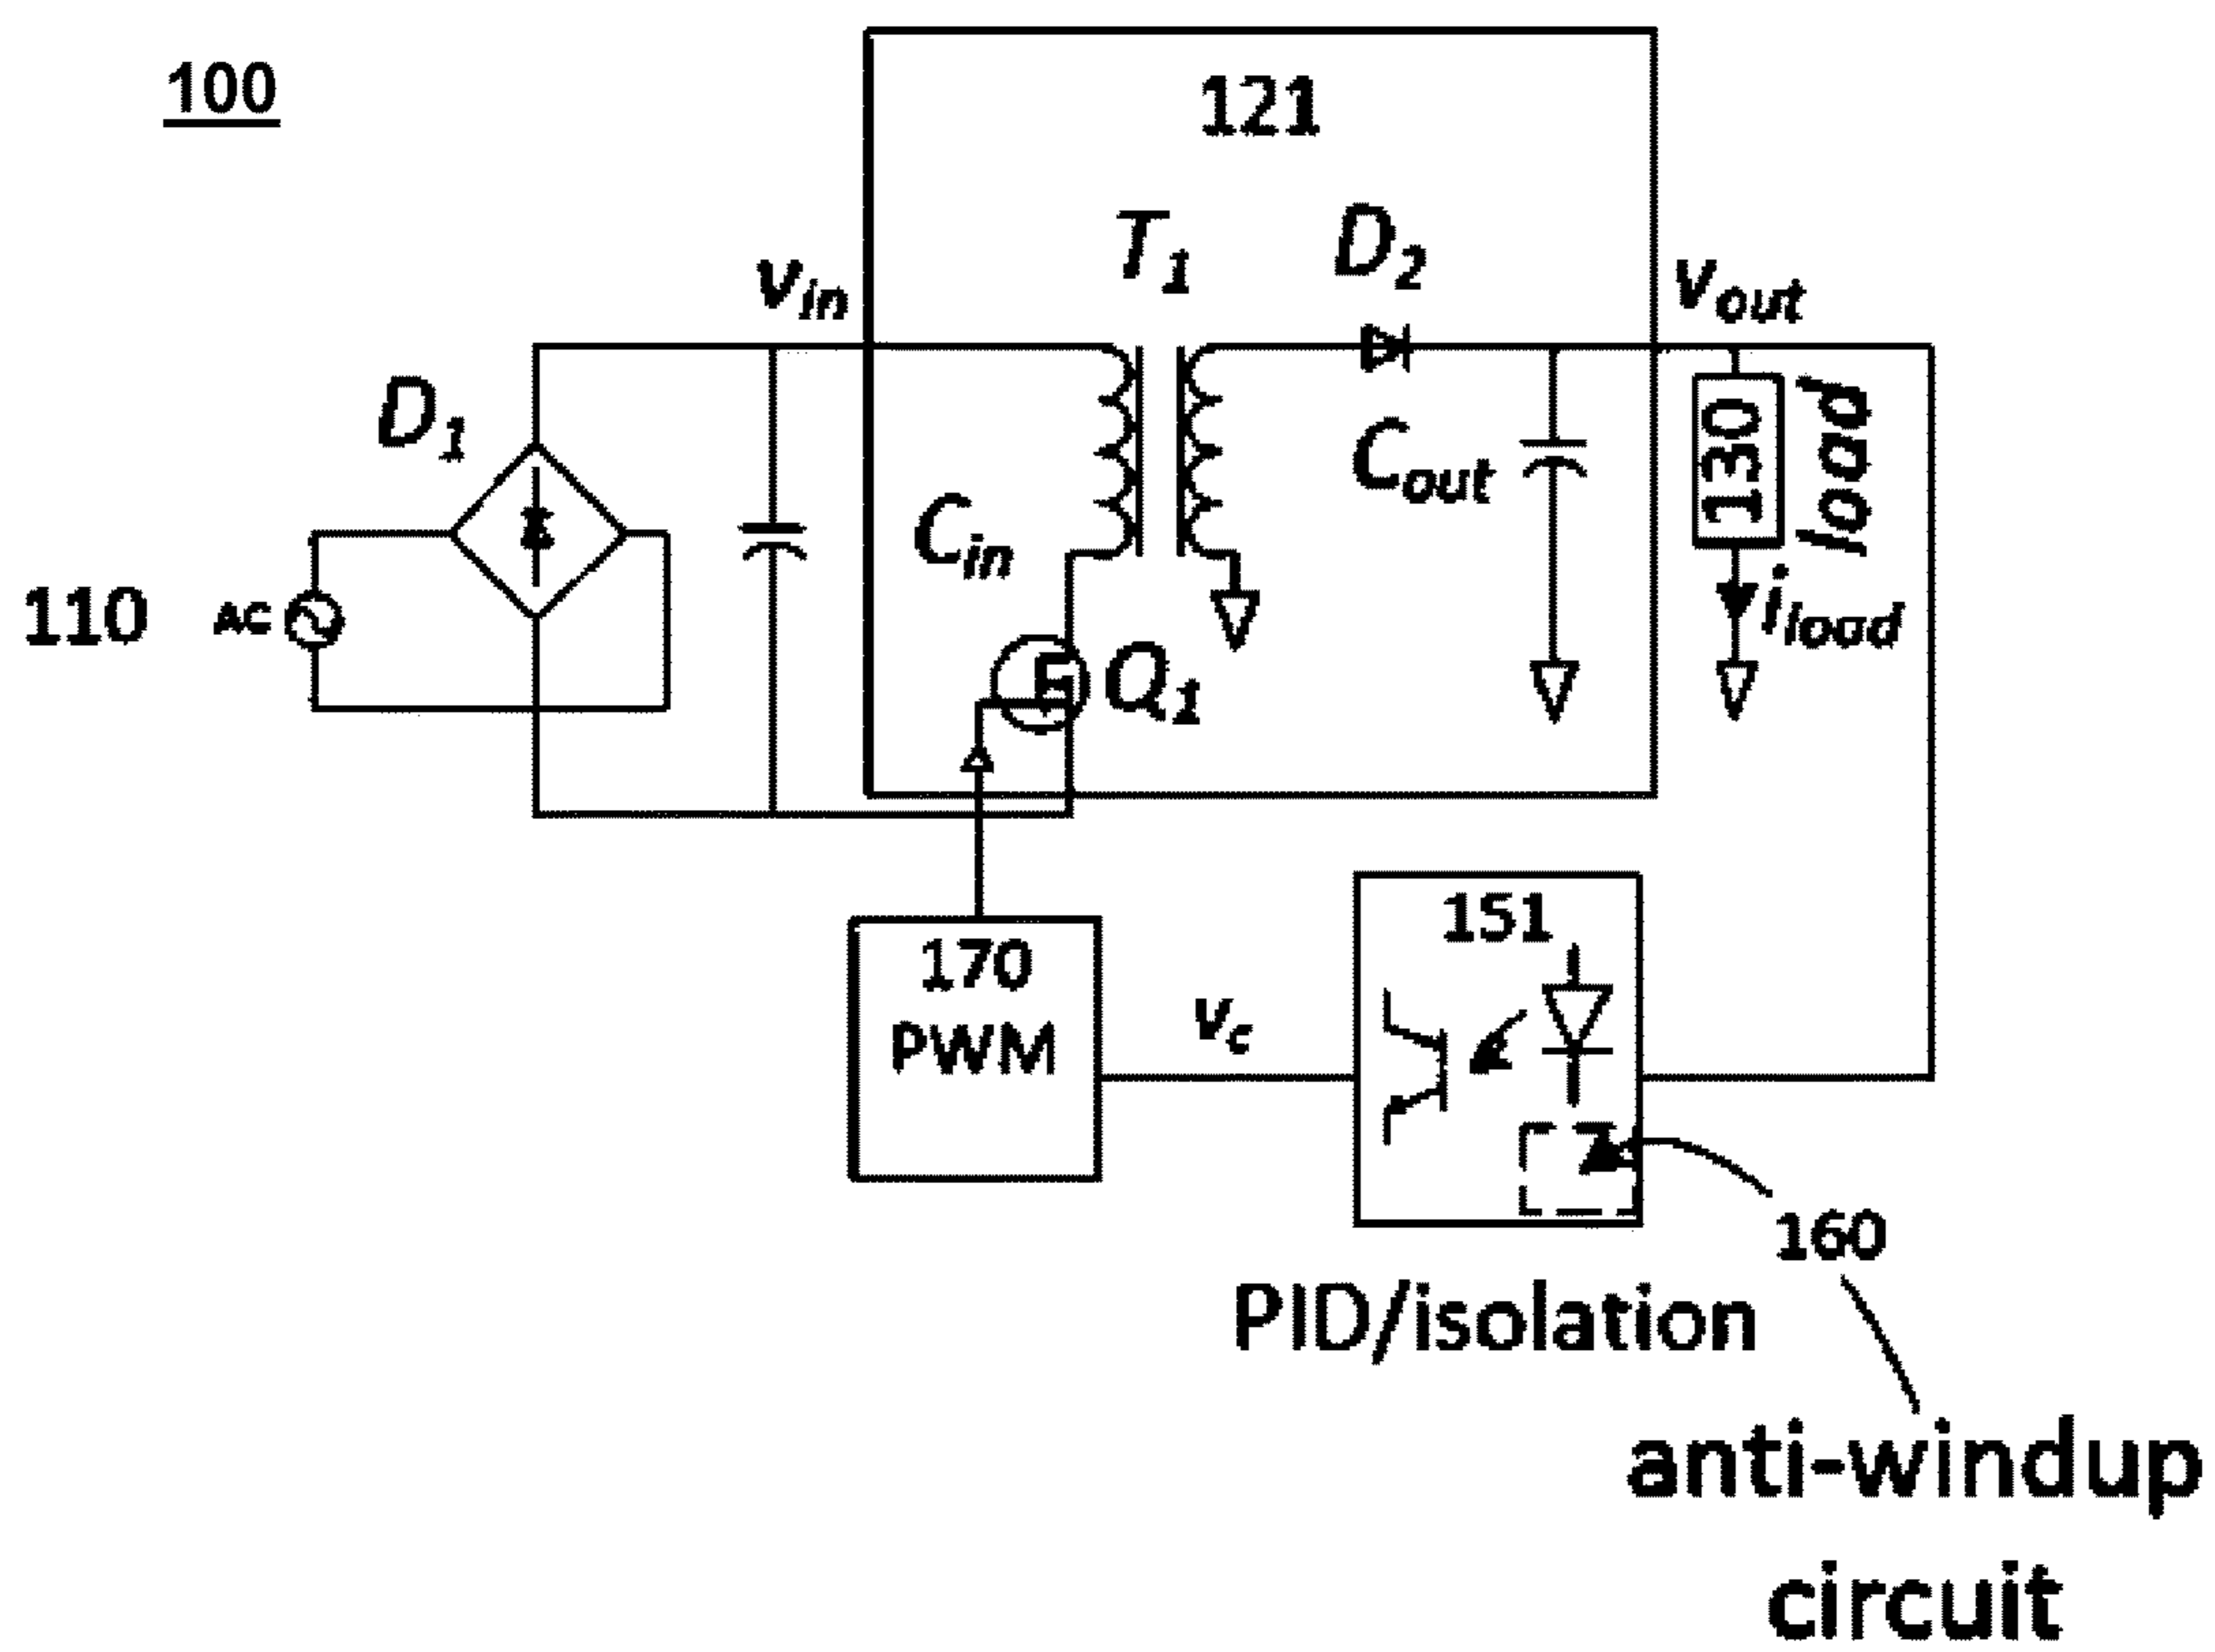 100
121
T1
D2
vin
vout
D1
130
load
Cout
Cin
iload
110
AC
Q1
151
170
PWM
vc
160
PID/isolation
anti-windup
circuit